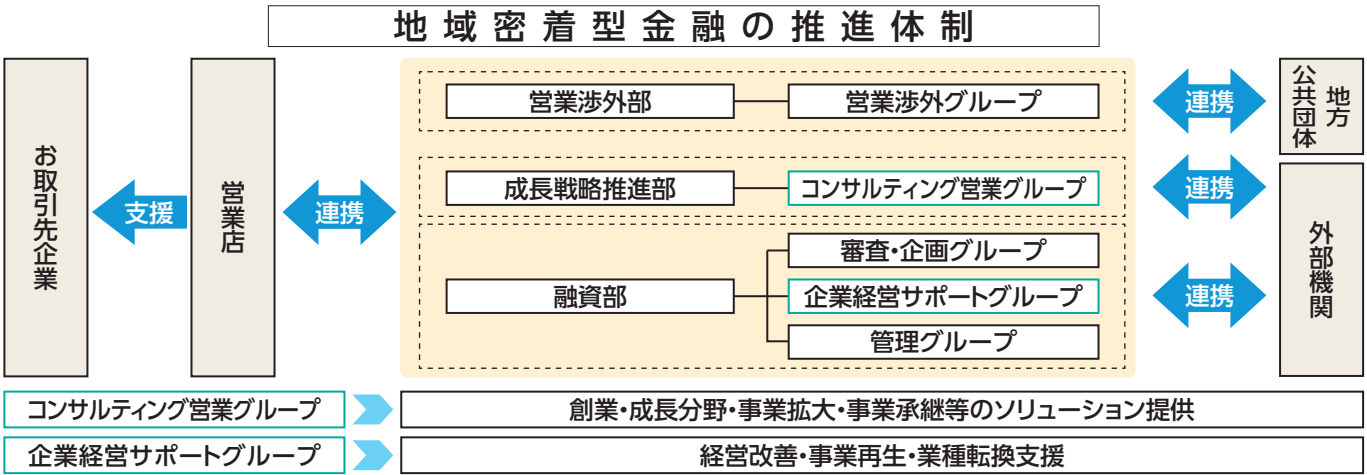 地域密着型金融の推進体制
お取引先企業
支援
営業店
連携
営業渉外部
営業渉外グループ
成長戦略推進部
コンサルティング営業グループ
融資部
審査・企画グループ
企業経営サポートグループ
管理グループ
連携
地方
公共団体
連携
連携
外部機関
コンサルティング営業グループ
創業・成長分野・事業拡大・事業承継等のソリューション提供
企業経営サポートグループ
経営改善・事業再生・業種転換支援